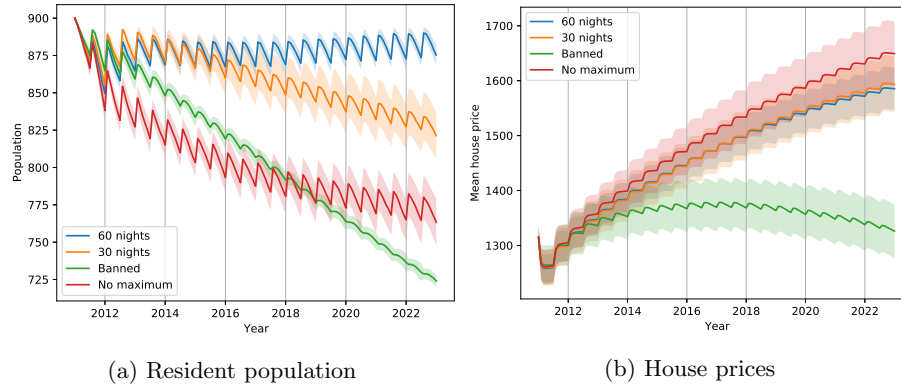 900
875
850
825
800
775
750
725
Population
60 nights
30 nights
Banned
No maximum
2012 2014 2016 2018 2020 2022
Year
(a) Resident population
1600
1500
1400
1300
Mean house price
60 nights
30 nights
Banned
No maximum
2012 2014 2016 2018 2020 2022
Year
(b) House prices